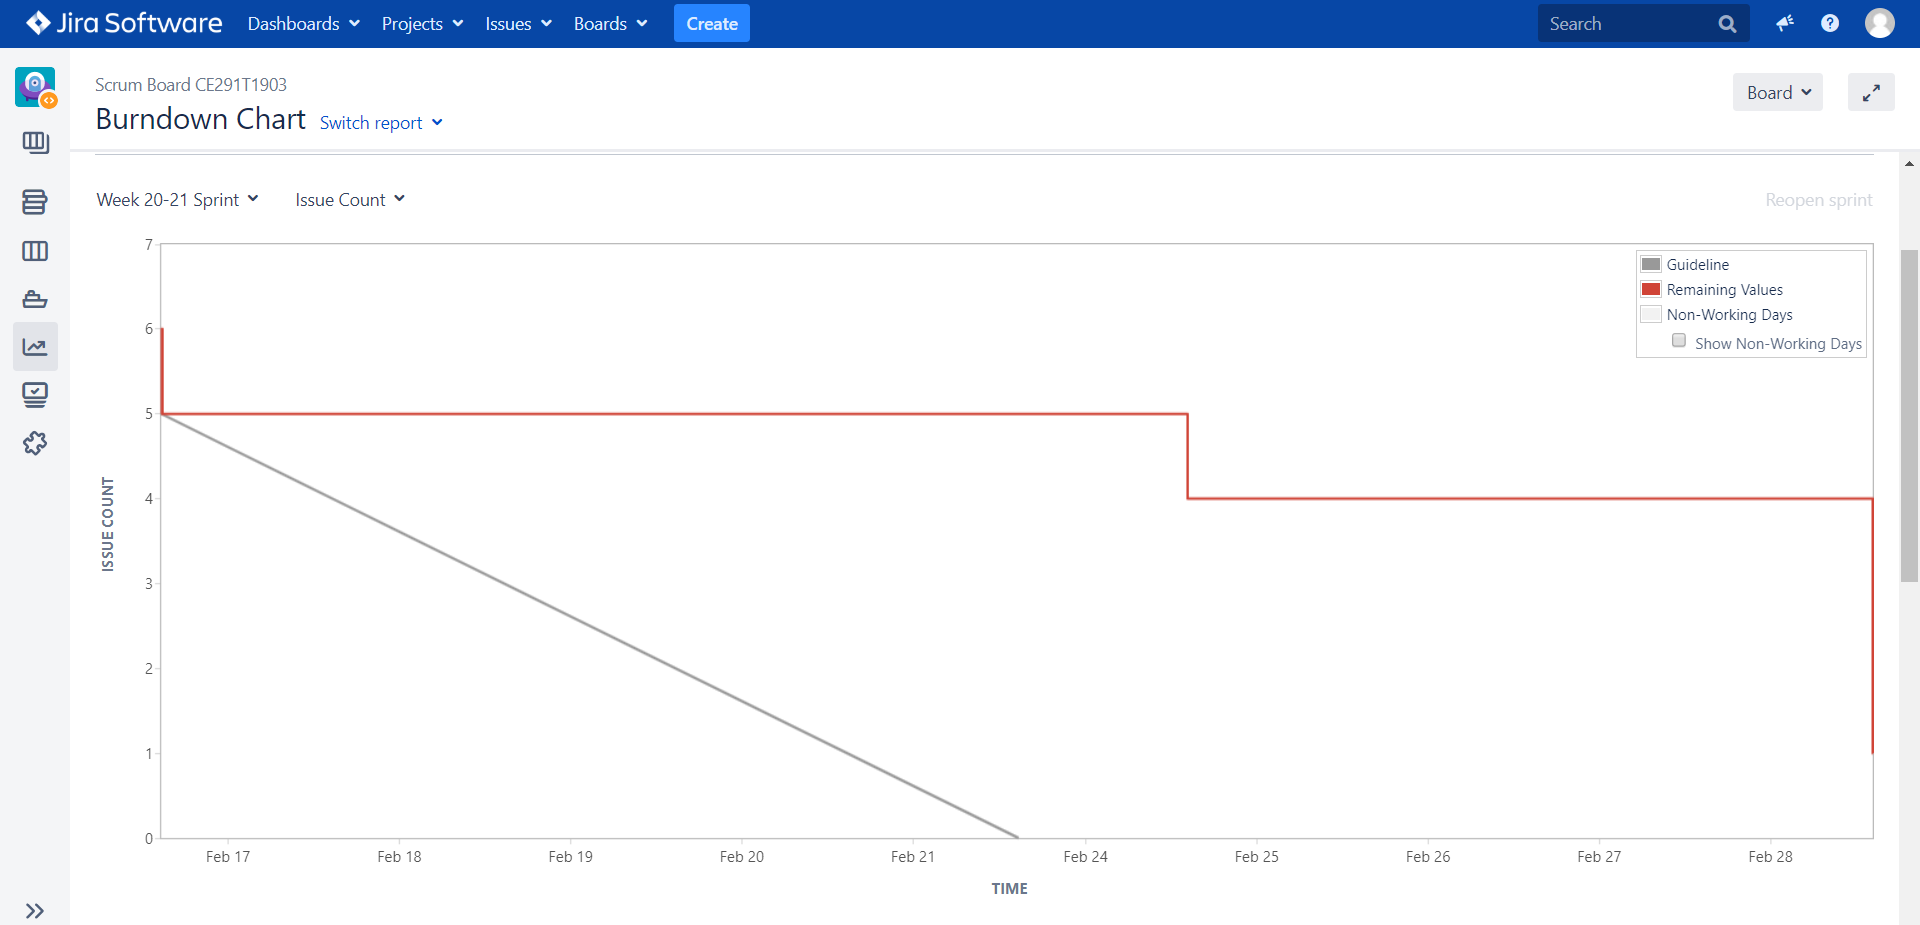 Jira Software Dashboards Projects Issues Boards Create Search
Scrum Board CE291T1903
Burndown Chart Switch report
Board
Week 20-21 Sprint Issue Count
Reopen sprint
7
6
5
4
3
2
1
0
ISSUE COUNT
Guideline
Remaining Values
Non-Working Days
Show Non-Working Days
Feb 17 Feb 18 Feb 19 Feb 20 Feb 21 Feb 24 Feb 25 Feb 26 Feb 27 Feb 28
TIME